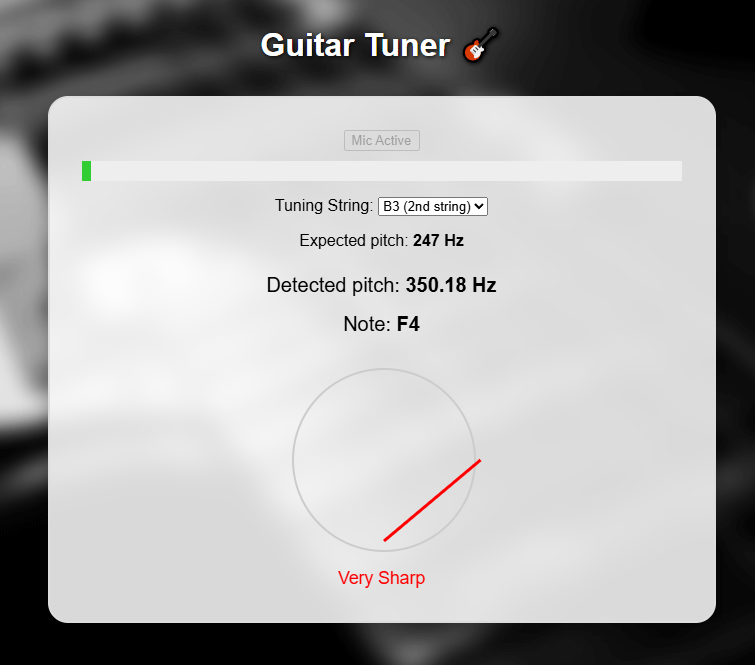 Guitar Tuner 🎸
Mic Active
Tuning String: B3 (2nd string)
Expected pitch: 247 Hz
Detected pitch: 350.18 Hz
Note: F4
Very Sharp